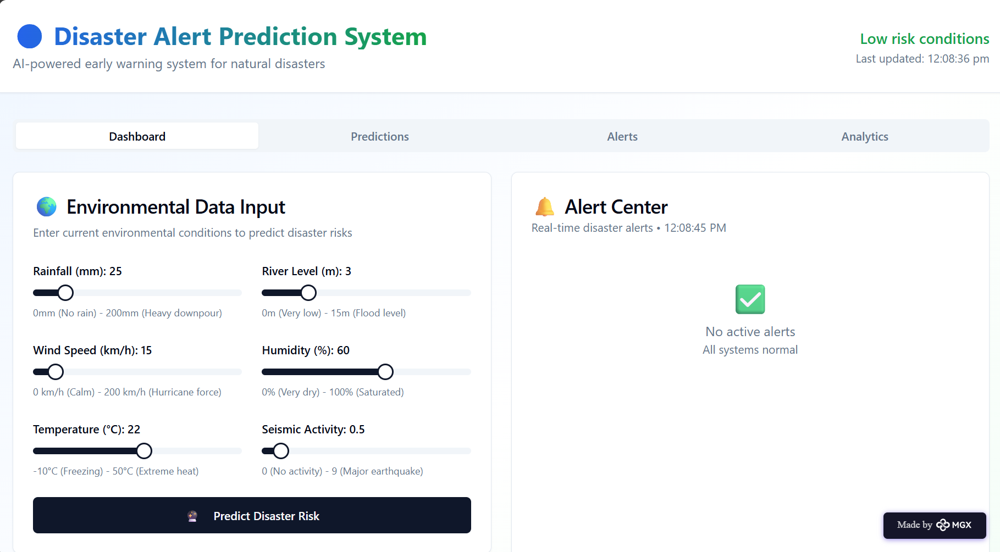 Disaster Alert Prediction System
AI-powered early warning system for natural disasters
Low risk conditions
Last updated: 12:08:36 pm
Dashboard
Predictions
Alerts
Analytics
Environmental Data Input
Enter current environmental conditions to predict disaster risks
Rainfall (mm): 25
0mm (No rain) - 200mm (Heavy downpour)
River Level (m): 3
0m (Very low) - 15m (Flood level)
Wind Speed (km/h): 15
0 km/h (Calm) - 200 km/h (Hurricane force)
Humidity (%): 60
0% (Very dry) - 100% (Saturated)
Temperature (°C): 22
-10°C (Freezing) - 50°C (Extreme heat)
Seismic Activity: 0.5
0 (No activity) - 9 (Major earthquake)
Predict Disaster Risk
Alert Center
Real-time disaster alerts • 12:08:45 PM
No active alerts
All systems normal
Made by MGX